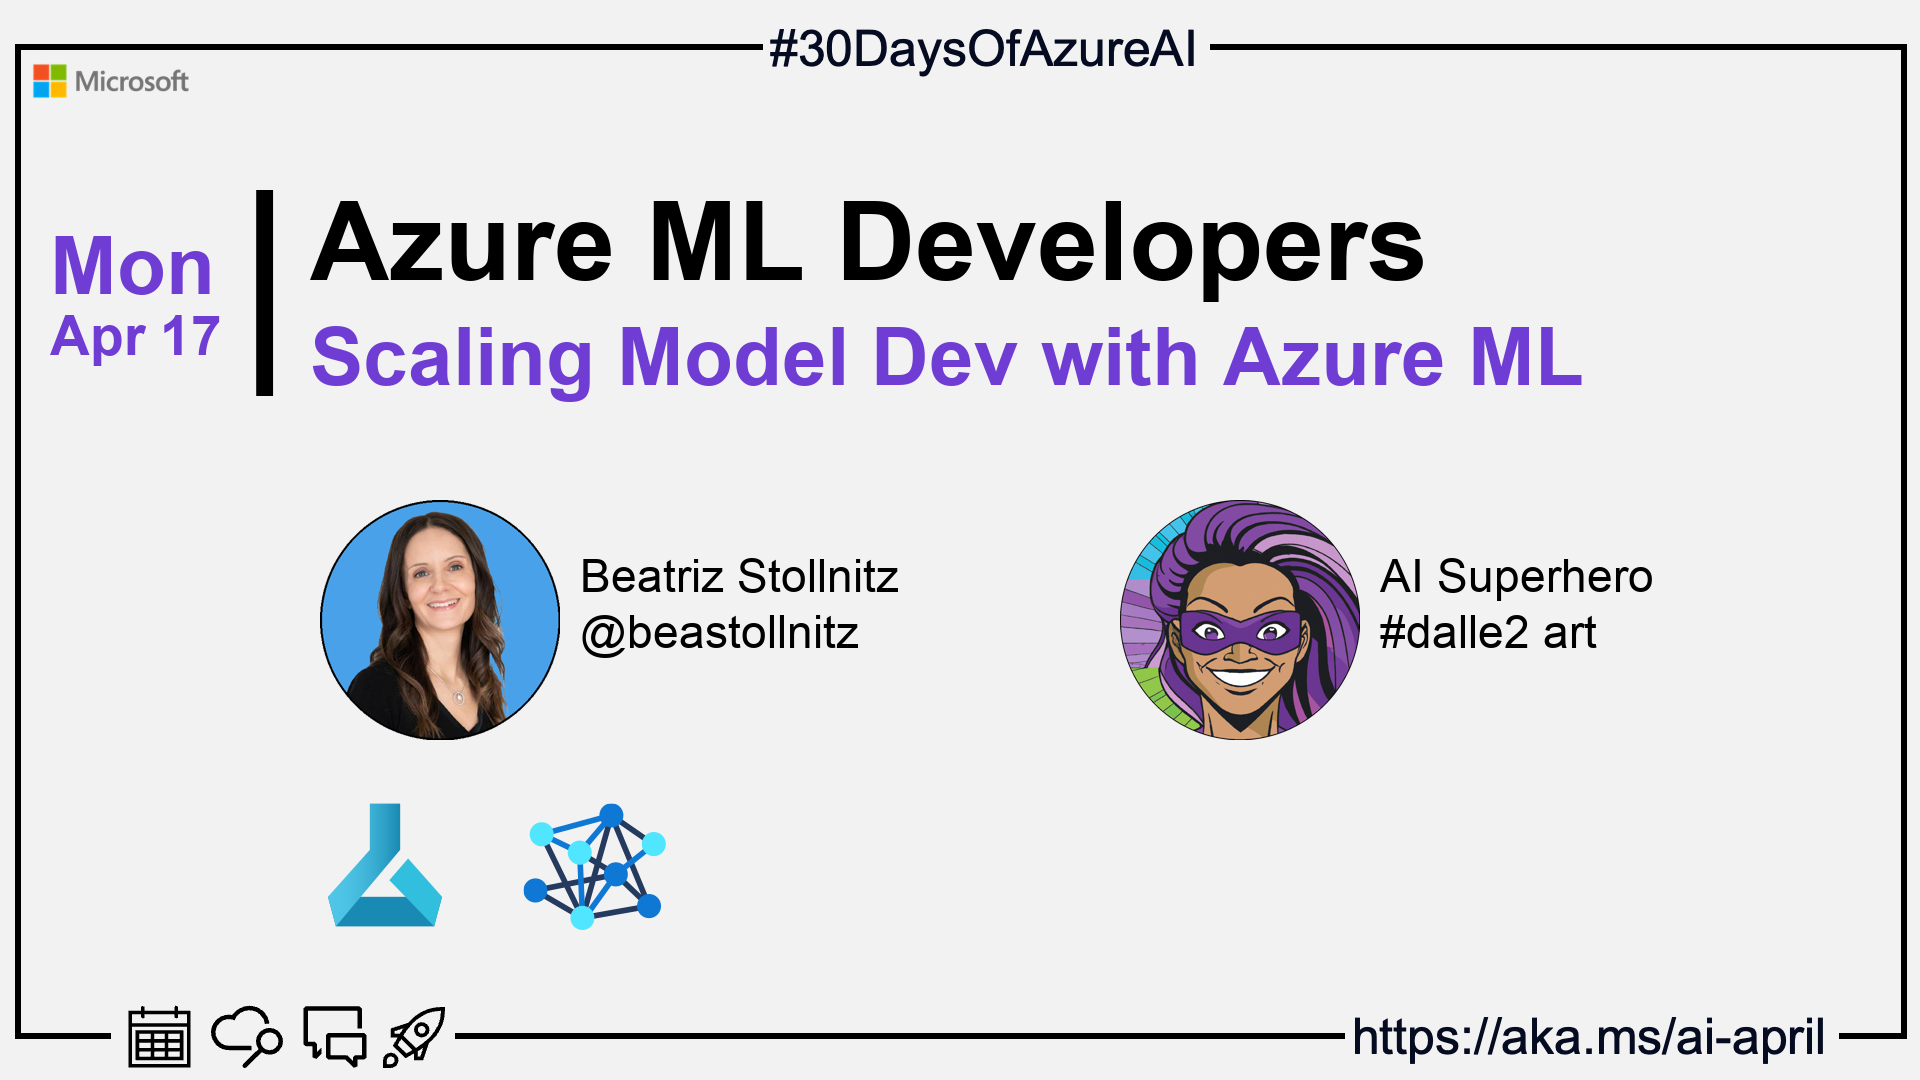 #30DaysOfAzureAI
Microsoft
Mon
Apr 17
Azure ML Developers
Scaling Model Dev with Azure ML
Beatriz Stollnitz
@beastollnitz
AI Superhero
#dalle2 art
https://aka.ms/ai-april